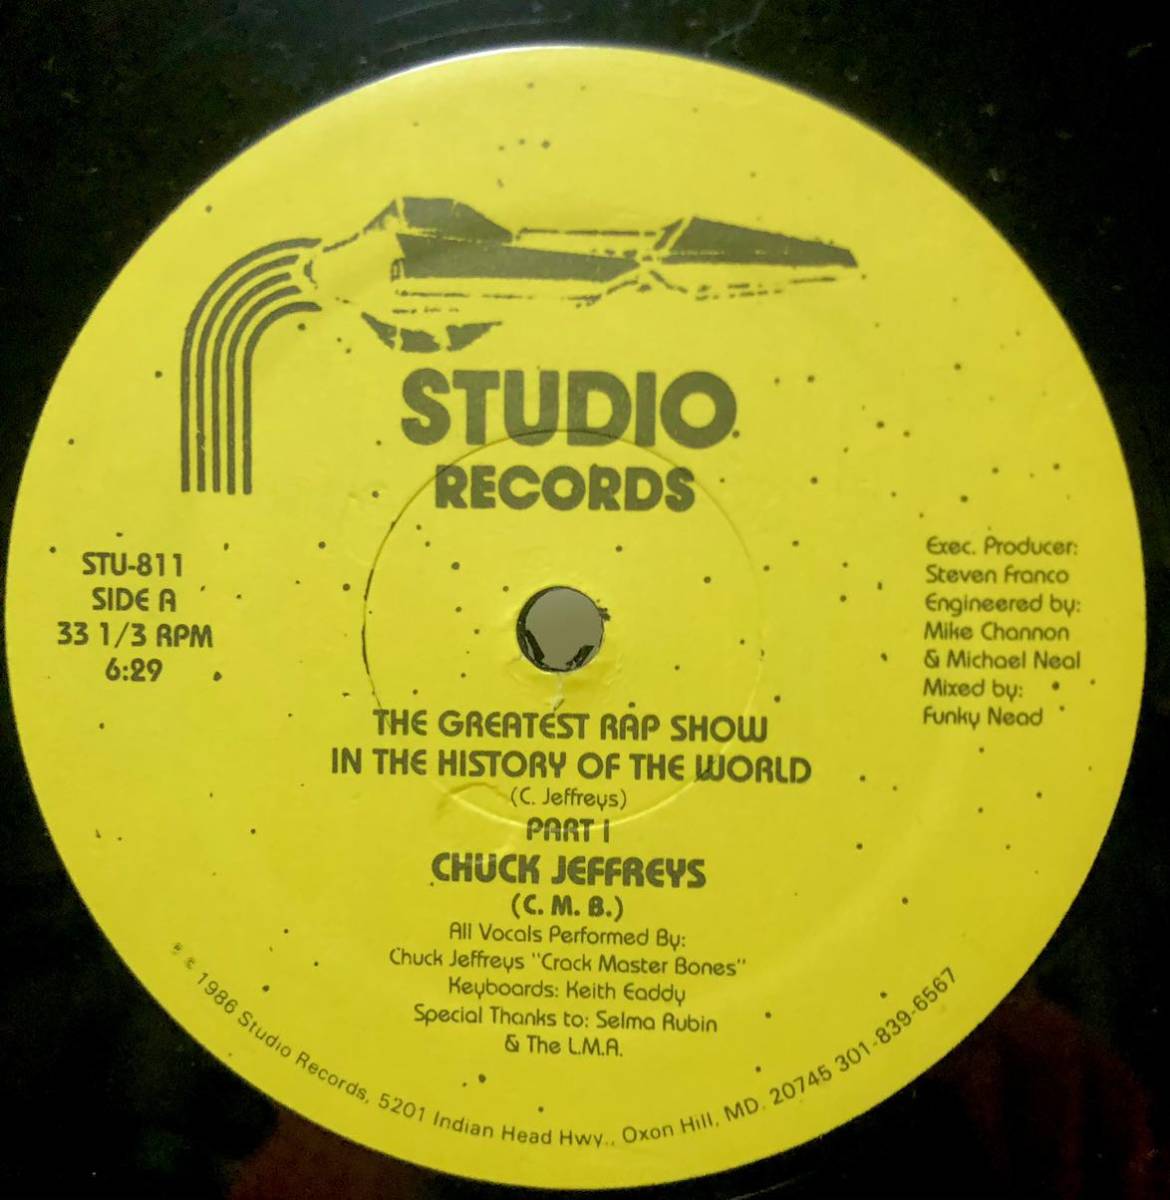 STUDIO
RECORDS
STU-811
SIDE A
33 1/3 RPM
6:29
Exec. Producer:
Steven Franco
Engineered by:
Mike Channon
& Michael Neal
Mixed by:
Funky Nead
THE GREATEST RAP SHOW
IN THE HISTORY OF THE WORLD
(C. Jeffreys)
PART I
CHUCK JEFFREYS
(C. M. B.)
All Vocals Performed By:
Chuck Jeffreys "Crack Master Bones"
Keyboards: Keith Eaddy
Special Thanks to: Selma Rubin
& The L.M.A.
℗ © 1986 Studio Records, 5201 Indian Head Hwy., Oxon Hill, MD. 20745 301-839-6567